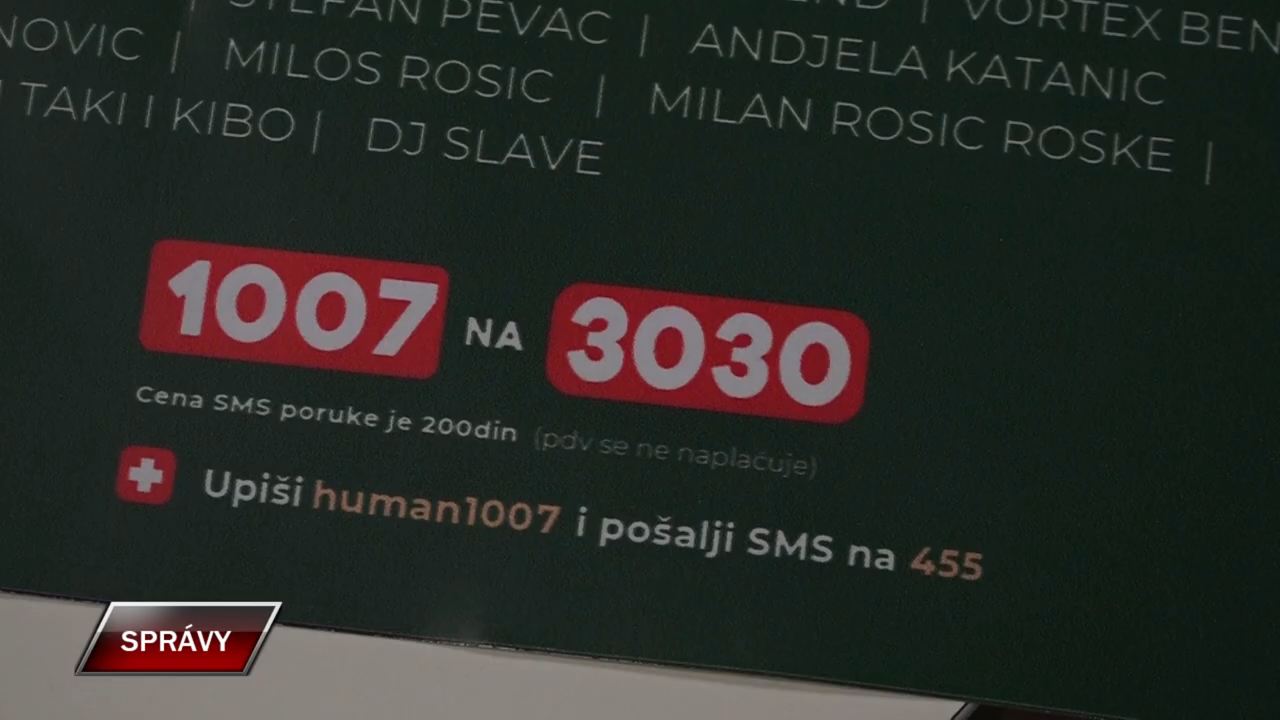 STEFAN PEVAC | | VORTEX BEN
NOVIC | MILOS ROSIC | ANDJELA KATANIC
TAKI I KIBO | DJ SLAVE | MILAN ROSIC ROSKE |
1007 NA 3030
Cena SMS poruke je 200din (pdv se ne naplaćuje)
Upiši human1007 i pošalji SMS na 455
SPRÁVY